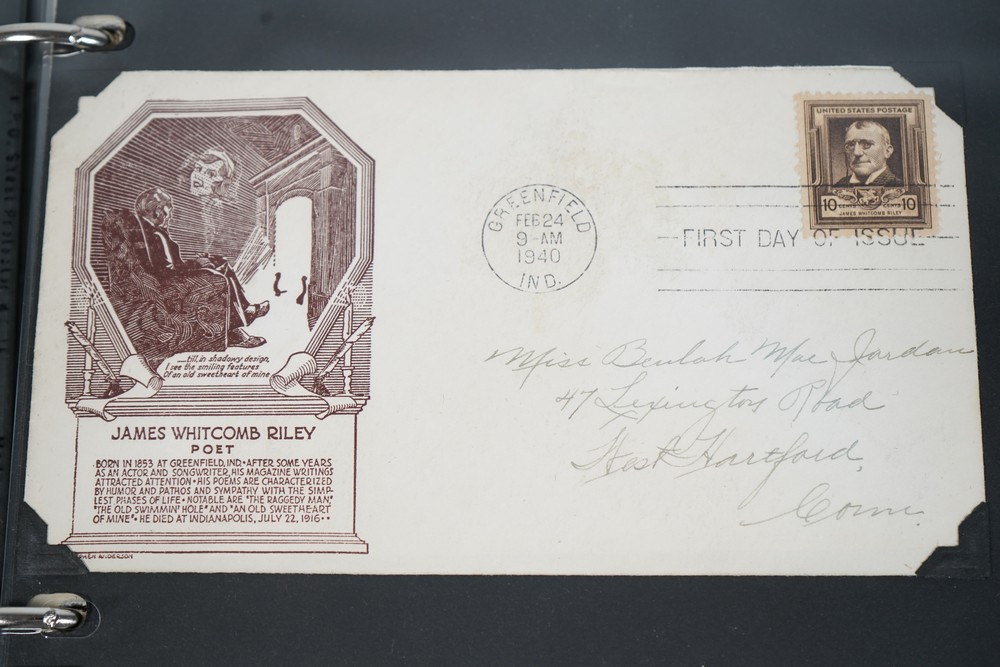 UNITED STATES POSTAGE
10 CENTS CENTS 10
JAMES WHITCOMB RILEY
GREENFIELD
FEB 24
9-AM
1940
IND.
FIRST DAY OF ISSUE
Miss Beulah Mae Jordan
47 Lexington Road
West Hartford,
Conn.
....till, in shadowy design,
I see the smiling features
Of an old sweetheart of mine
JAMES WHITCOMB RILEY
POET
BORN IN 1853 AT GREENFIELD, IND.•AFTER SOME YEARS
AS AN ACTOR AND SONGWRITER, HIS MAGAZINE WRITINGS
ATTRACTED ATTENTION•HIS POEMS ARE CHARACTERIZED
BY HUMOR AND PATHOS AND SYMPATHY WITH THE SIMP-
LEST PHASES OF LIFE•NOTABLE ARE "THE RAGGEDY MAN,"
"THE OLD SWIMMIN' HOLE" AND "AN OLD SWEETHEART
OF MINE"•HE DIED AT INDIANAPOLIS, JULY 22, 1916••
ANDERSON